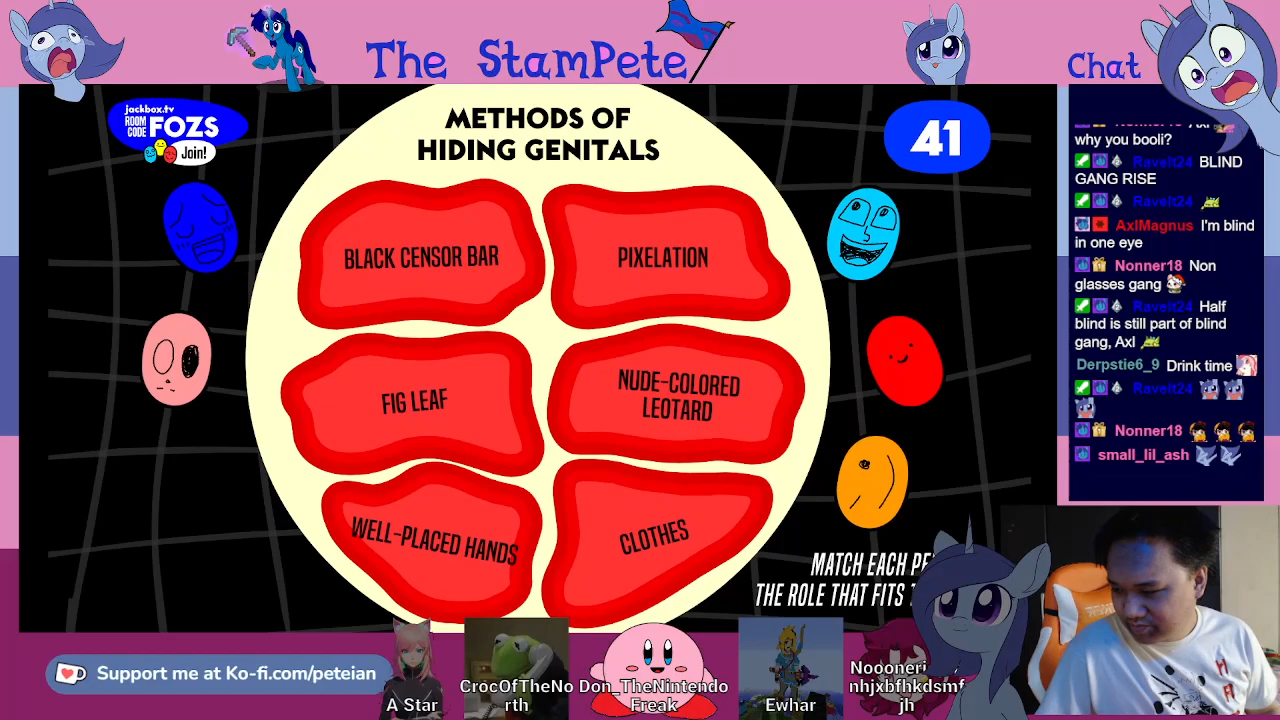 The StamPete
Chat
jackbox.tv
ROOM
CODE
FOZS
Join!
METHODS OF
HIDING GENITALS
41
BLACK CENSOR BAR
PIXELATION
FIG LEAF
NUDE-COLORED
LEOTARD
WELL-PLACED HANDS
CLOTHES
MATCH EACH PE
THE ROLE THAT FITS
why you booli?
Ravelt24 BLIND
GANG RISE
Ravelt24
AxlMagnus I'm blind
in one eye
Nonner18 Non
glasses gang
Ravelt24 Half
blind is still part of blind
gang, Axl
Derpstie6_9 Drink time
Ravelt24
Nonner18
small_lil_ash
Support me at Ko-fi.com/peteian
A Star
CrocOfTheNo
rth
Don_TheNintendo
Freak
Ewhar
Noooneri
nhjxbfhkdsmf
jh